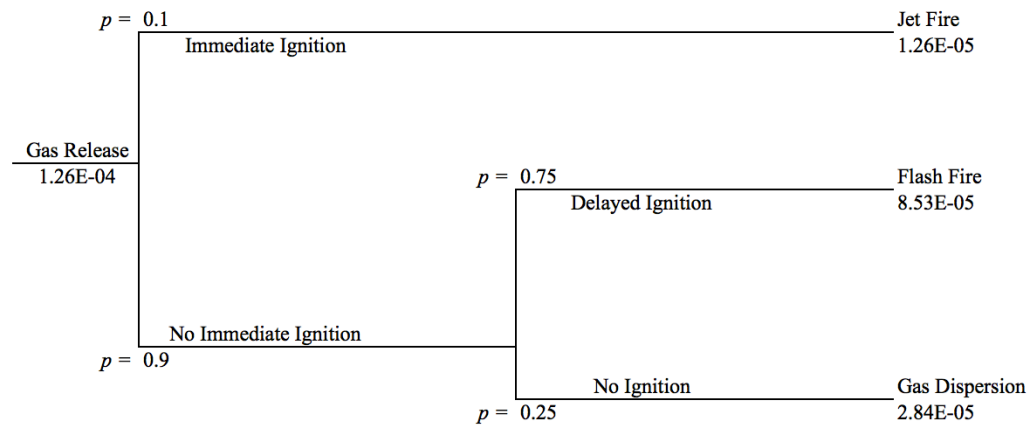 p = 0.1
Immediate Ignition
Jet Fire
1.26E-05
Gas Release
1.26E-04
p = 0.75
Delayed Ignition
Flash Fire
8.53E-05
No Immediate Ignition
p = 0.9
No Ignition
p = 0.25
Gas Dispersion
2.84E-05